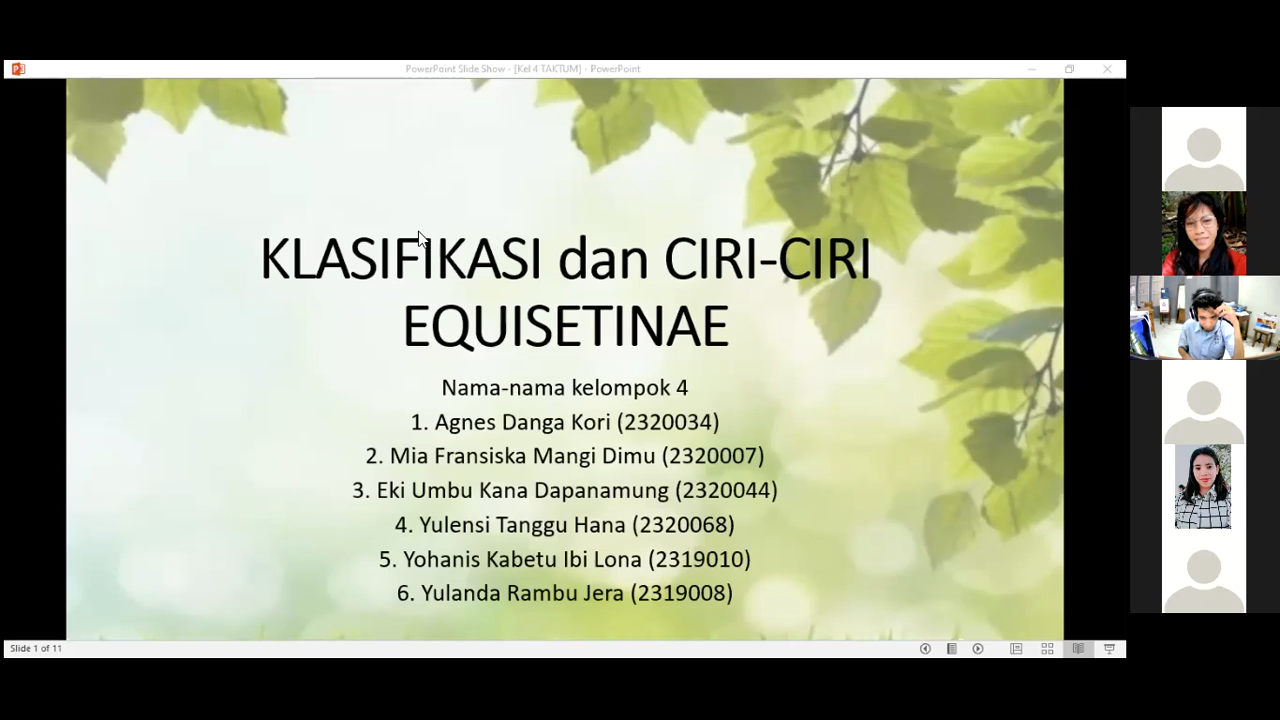 PowerPoint Slide Show - [Kel 4 TAKTUM] - PowerPoint
KLASIFIKASI dan CIRI-CIRI
EQUISETINAE
Nama-nama kelompok 4
1. Agnes Danga Kori (2320034)
2. Mia Fransiska Mangi Dimu (2320007)
3. Eki Umbu Kana Dapanamung (2320044)
4. Yulensi Tanggu Hana (2320068)
5. Yohanis Kabetu Ibi Lona (2319010)
6. Yulanda Rambu Jera (2319008)
Slide 1 of 11